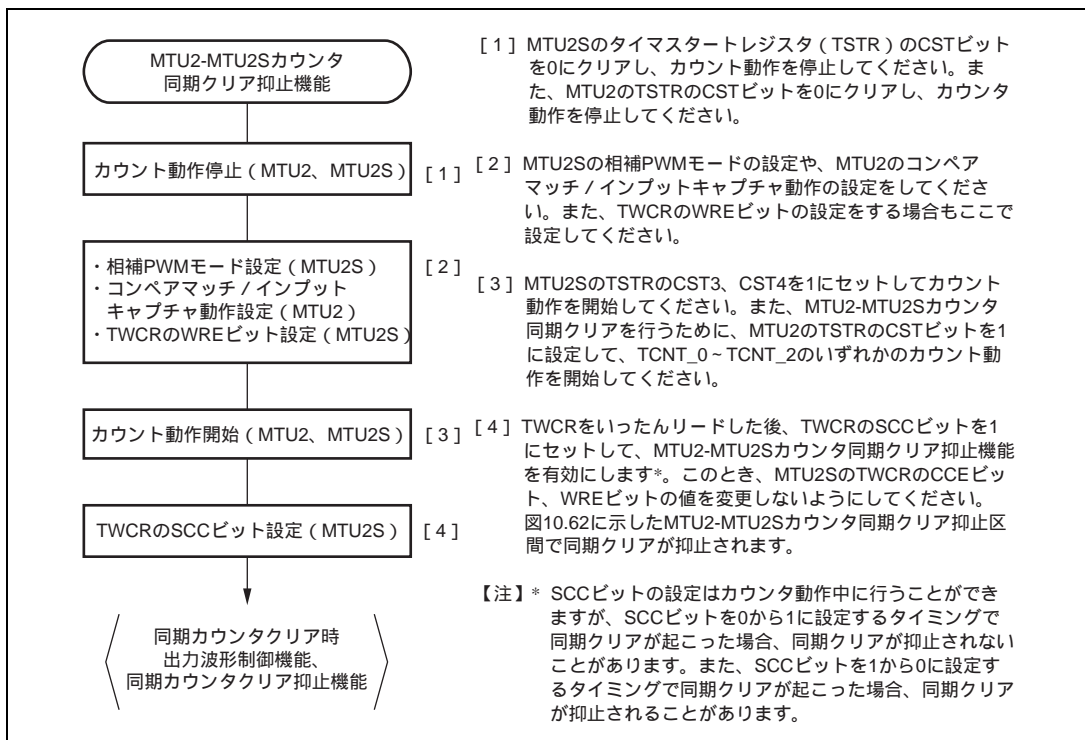 MTU2-MTU2Sカウンタ
同期クリア抑止機能
カウント動作停止（MTU2、MTU2S）
[1]
・相補PWMモード設定（MTU2S）
・コンペアマッチ / インプット
キャプチャ動作設定（MTU2）
・TWCRのWREビット設定（MTU2S）
[2]
カウント動作開始（MTU2、MTU2S）
[3]
TWCRのSCCビット設定（MTU2S）
[4]
同期カウンタクリア時
出力波形制御機能、
同期カウンタクリア抑止機能
[1] MTU2Sのタイマスタートレジスタ（TSTR）のCSTビット
を0にクリアし、カウント動作を停止してください。ま
た、MTU2のTSTRのCSTビットを0にクリアし、カウンタ
動作を停止してください。
[2] MTU2Sの相補PWMモードの設定や、MTU2のコンペア
マッチ / インプットキャプチャ動作の設定をしてくださ
い。また、TWCRのWREビットの設定をする場合もここで
設定してください。
[3] MTU2SのTSTRのCST3、CST4を1にセットしてカウント
動作を開始してください。また、MTU2-MTU2Sカウンタ
同期クリアを行うために、MTU2のTSTRのCSTビットを1
に設定して、TCNT_0~TCNT_2のいずれかのカウント動
作を開始してください。
[4] TWCRをいったんリードした後、TWCRのSCCビットを1
にセットして、MTU2-MTU2Sカウンタ同期クリア抑止機能
を有効にします*。このとき、MTU2SのTWCRのCCEビッ
ト、WREビットの値を変更しないようにしてください。
図10.62に示したMTU2-MTU2Sカウンタ同期クリア抑止区
間で同期クリアが抑止されます。
【注】* SCCビットの設定はカウンタ動作中に行うことができ
ますが、SCCビットを0から1に設定するタイミングで
同期クリアが起こった場合、同期クリアが抑止されない
ことがあります。また、SCCビットを1から0に設定す
るタイミングで同期クリアが起こった場合、同期クリア
が抑止されることがあります。